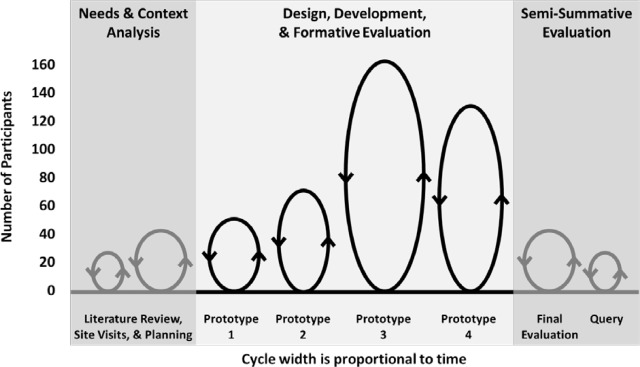 Needs & Context
Analysis
Design, Development,
& Formative Evaluation
Semi-Summative
Evaluation
Number of Participants
160
140
120
100
80
60
40
20
0
Literature Review,
Site Visits, & Planning
Prototype
1
Prototype
2
Prototype
3
Prototype
4
Final
Evaluation
Query
Cycle width is proportional to time